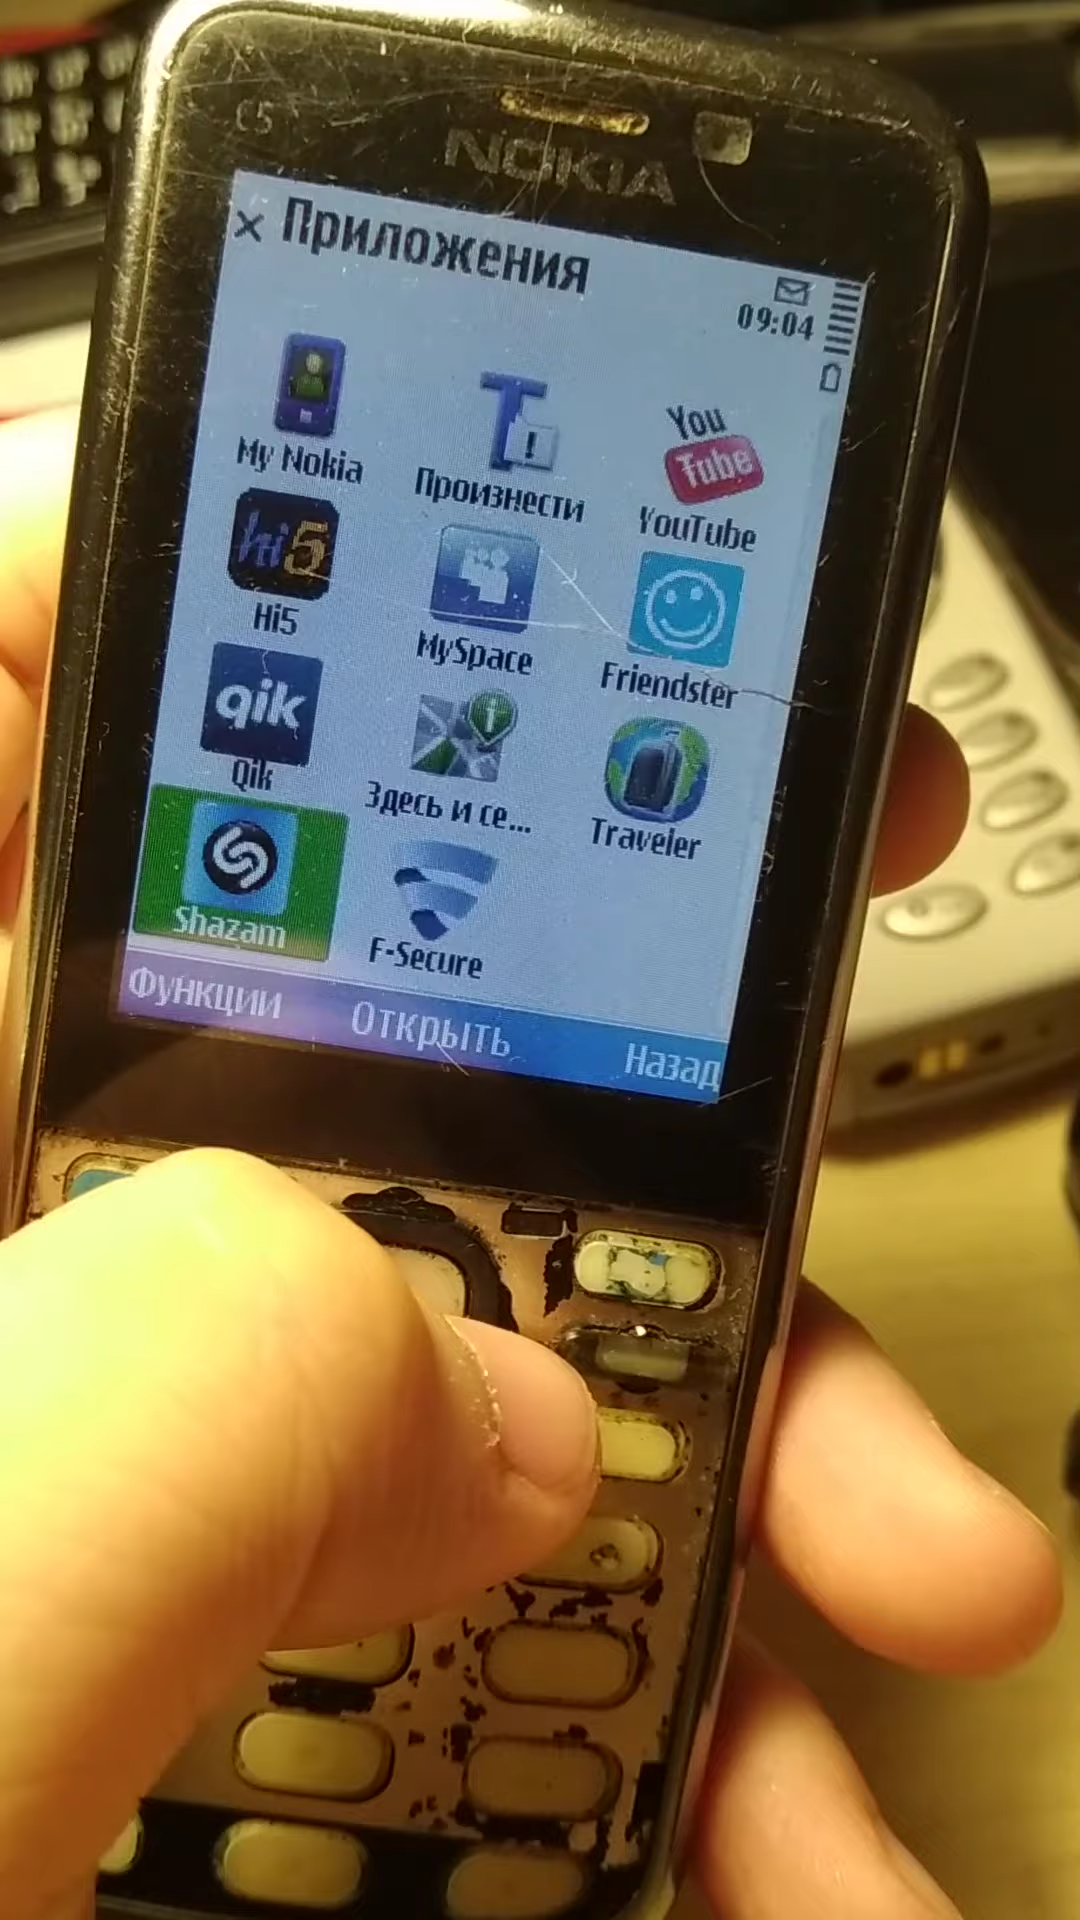 C5
NOKIA
Приложения
09:04
My Nokia
Произнести
You
Tube
YouTube
hi5
Hi5
MySpace
Friendster
qik
Qik
Здесь и се...
Traveler
Shazam
F-Secure
Функции
Открыть
Назад